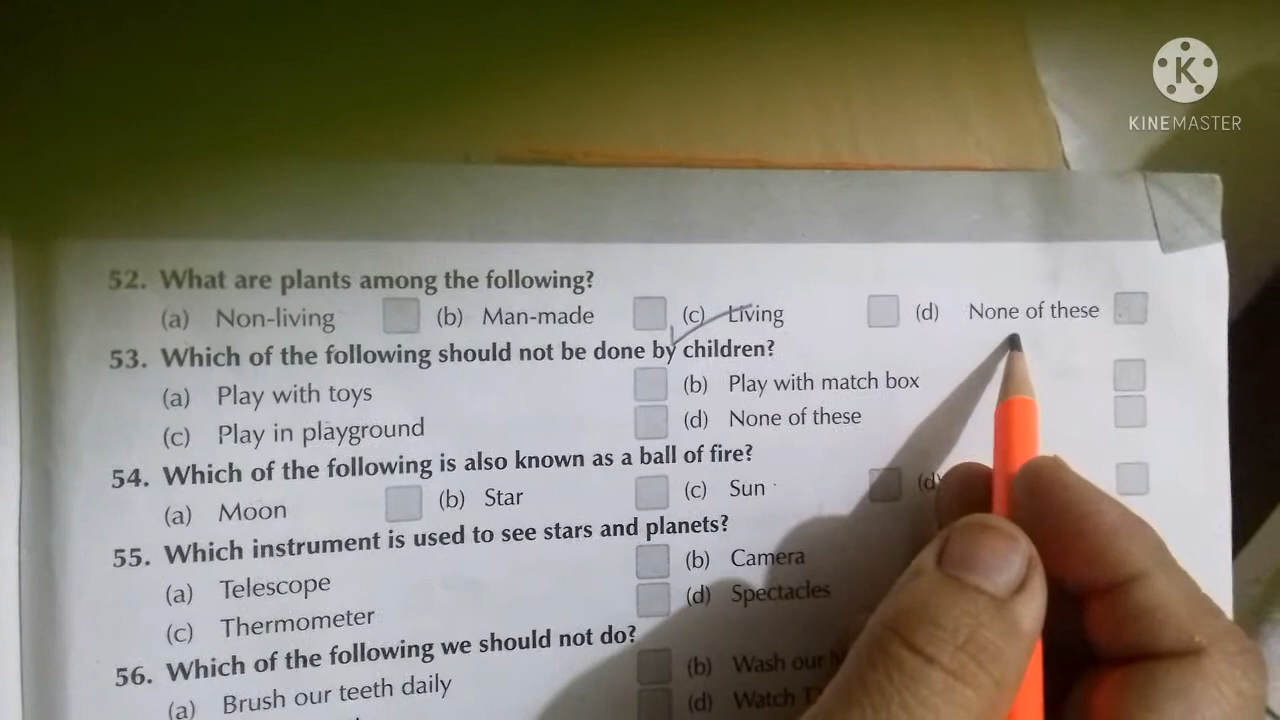 KINEMASTER
52. What are plants among the following?
(a) Non-living (b) Man-made (c) Living (d) None of these
53. Which of the following should not be done by children?
(a) Play with toys (b) Play with match box
(c) Play in playground (d) None of these
54. Which of the following is also known as a ball of fire?
(a) Moon (b) Star (c) Sun (d)
55. Which instrument is used to see stars and planets?
(a) Telescope (b) Camera
(c) Thermometer (d) Spectacles
56. Which of the following we should not do?
(a) Brush our teeth daily (b) Wash our
(d) Watch